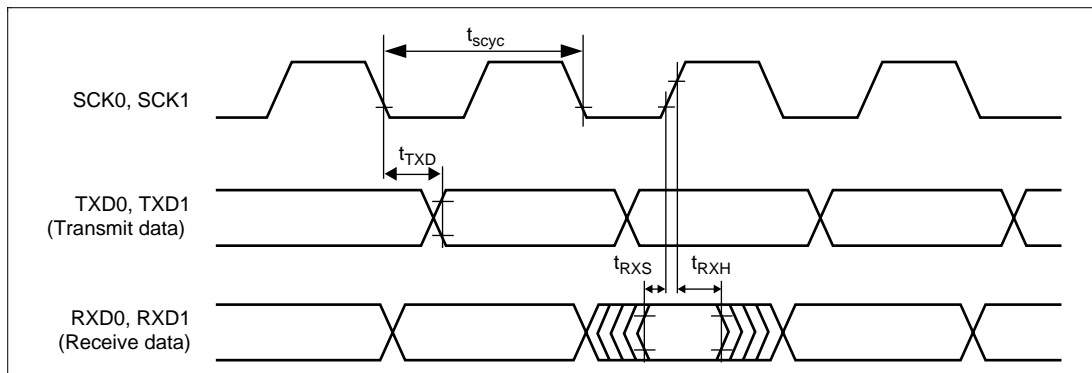 tscyc
SCK0, SCK1
tTXD
TXD0, TXD1
(Transmit data)
tRXS
tRXH
RXD0, RXD1
(Receive data)